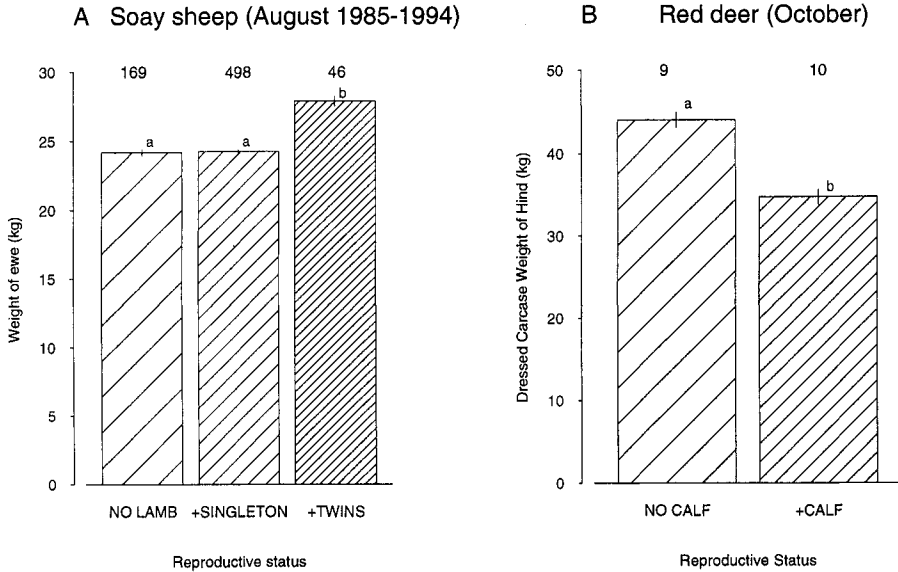 A Soay sheep (August 1985-1994)
169 498 46
30
25
20
15
10
5
0
a
a
b
Weight of ewe (kg)
NO LAMB +SINGLETON +TWINS
Reproductive status
B Red deer (October)
9 10
50
40
30
20
10
0
a
b
Dressed Carcase Weight of Hind (kg)
NO CALF +CALF
Reproductive Status